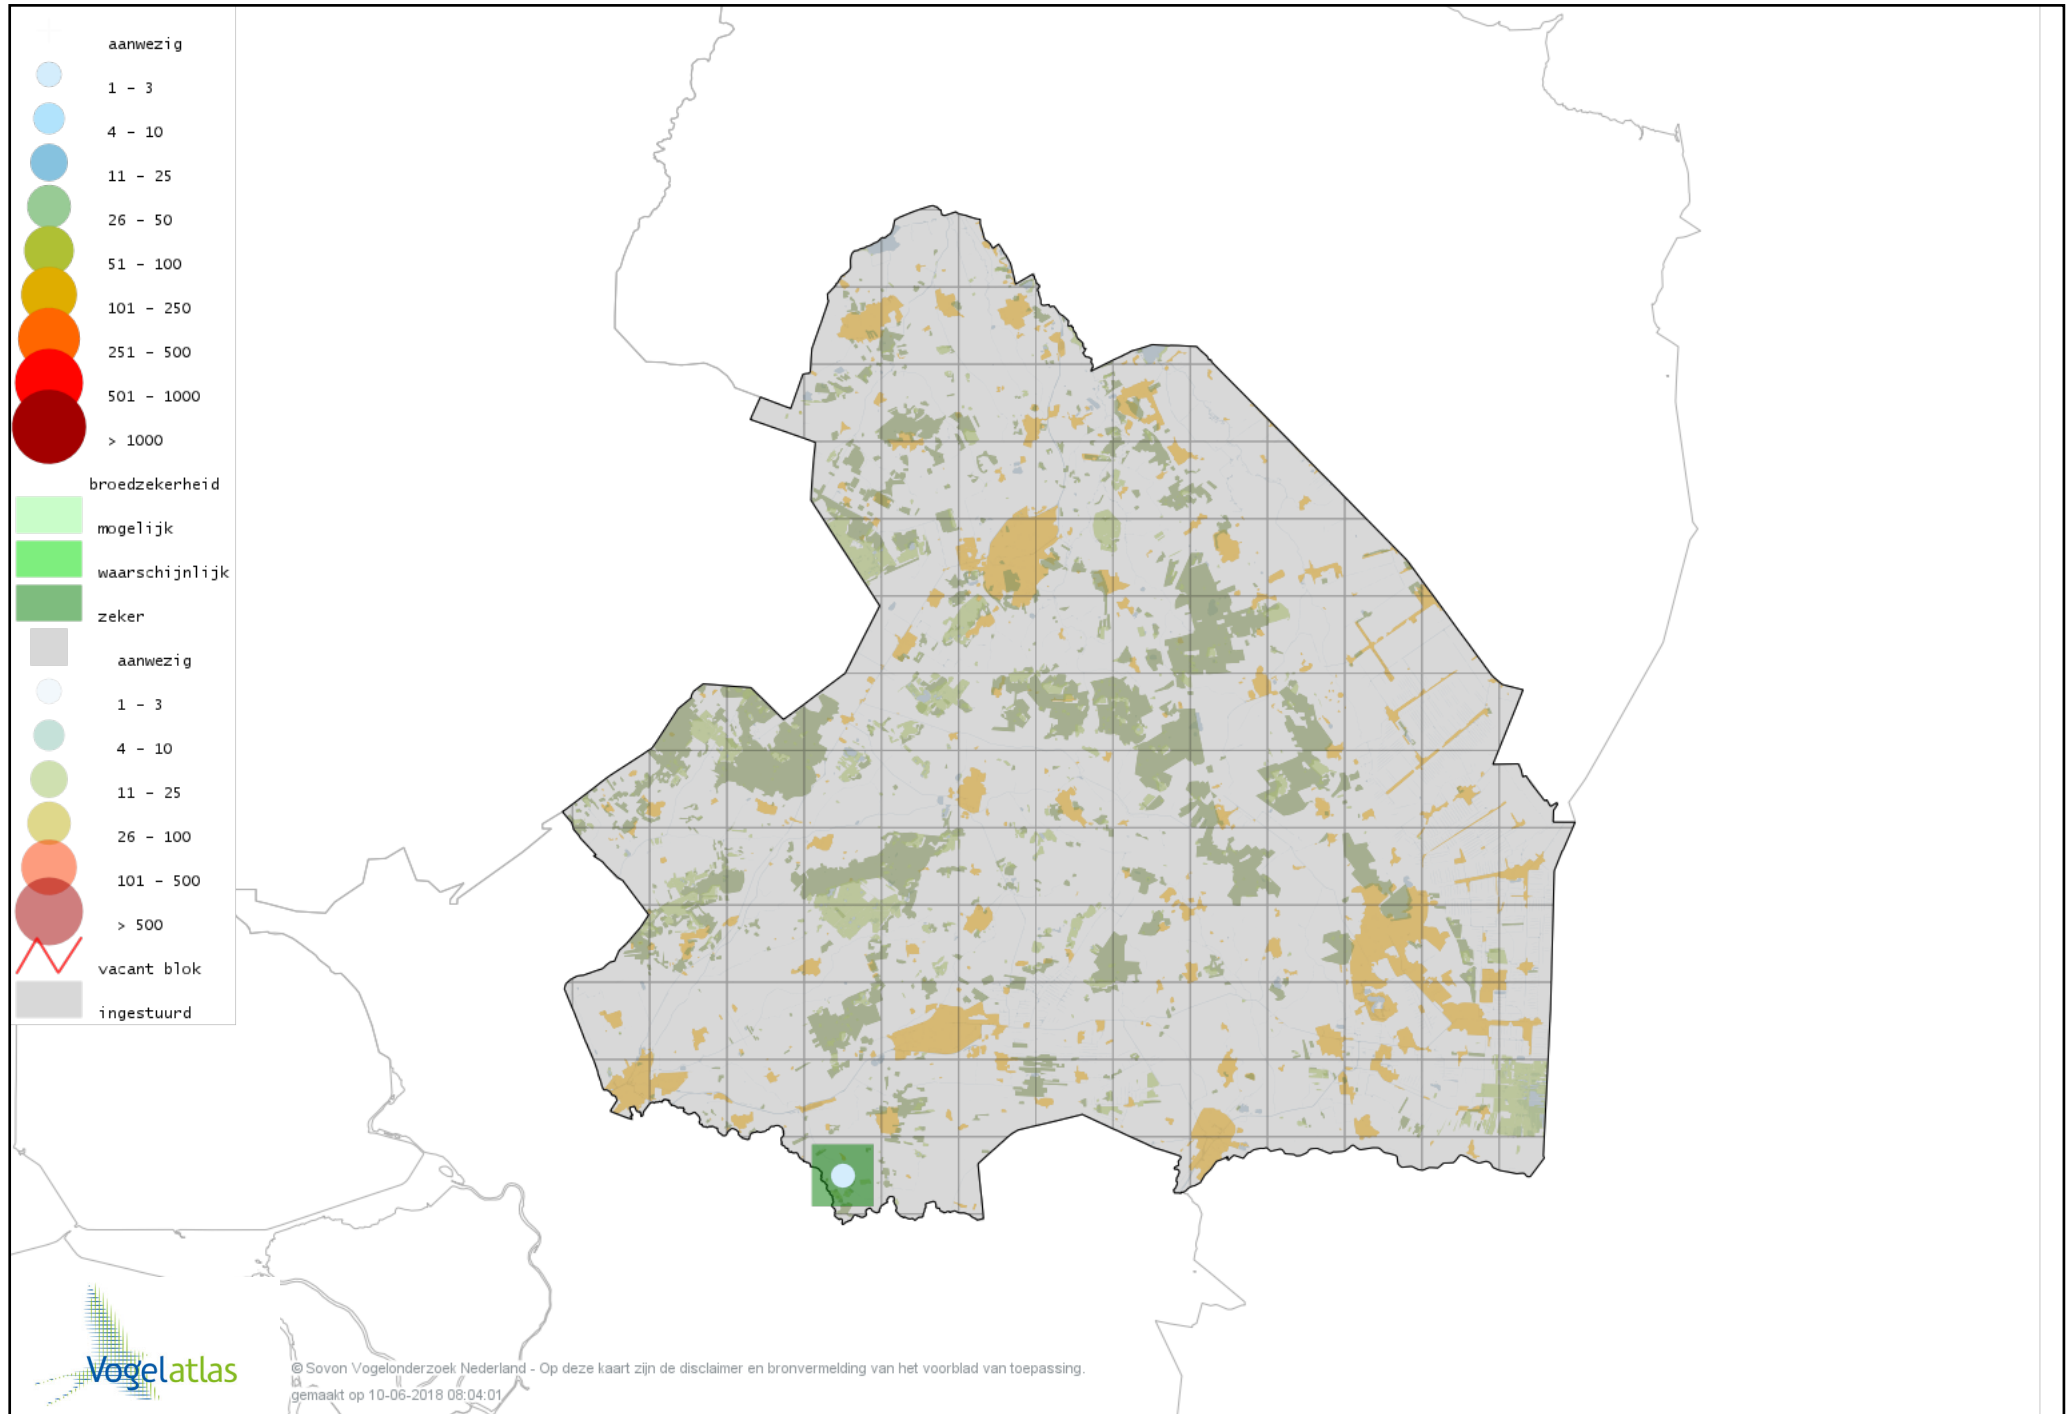 aanwezig
1 - 3
4 - 10
11 - 25
26 - 50
51 - 100
101 - 250
251 - 500
501 - 1000
> 1000
broedzekerheid
mogelijk
waarschijnlijk
zeker
aanwezig
1 - 3
4 - 10
11 - 25
26 - 100
101 - 500
> 500
vacant blok
ingestuurd
Vogelatlas
© Sovon Vogelonderzoek Nederland - Op deze kaart zijn de disclaimer en bronvermelding van het voorblad van toepassing.
gemaakt op 10-06-2018 08:04:01